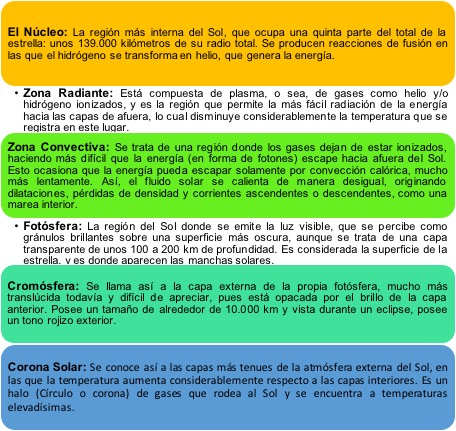 El Núcleo: La región más interna del Sol, que ocupa una quinta parte del total de la
estrella: unos 139.000 kilómetros de su radio total. Se producen reacciones de fusión en
las que el hidrógeno se transforma en helio, que genera la energía.
• Zona Radiante: Está compuesta de plasma, o sea, de gases como helio y/o
hidrógeno ionizados, y es la región que permite la más fácil radiación de la energía
hacia las capas de afuera, lo cual disminuye considerablemente la temperatura que se
registra en este lugar.
Zona Convectiva: Se trata de una región donde los gases dejan de estar ionizados,
haciendo más difícil que la energía (en forma de fotones) escape hacia afuera del Sol.
Esto ocasiona que la energía pueda escapar solamente por convección calórica, mucho
más lentamente. Así, el fluido solar se calienta de manera desigual, originando
dilataciones, pérdidas de densidad y corrientes ascendentes o descendentes, como una
marea interior.
• Fotósfera: La región del Sol donde se emite la luz visible, que se percibe como
gránulos brillantes sobre una superficie más oscura, aunque se trata de una capa
transparente de unos 100 a 200 km de profundidad. Es considerada la superficie de la
estrella, y es donde aparecen las manchas solares.
Cromósfera: Se llama así a la capa externa de la propia fotósfera, mucho más
translúcida todavía y difícil de apreciar, pues está opacada por el brillo de la capa
anterior. Posee un tamaño de alrededor de 10.000 km y vista durante un eclipse, posee
un tono rojizo exterior.
Corona Solar: Se conoce así a las capas más tenues de la atmósfera externa del Sol, en
las que la temperatura aumenta considerablemente respecto a las capas interiores. Es un
halo (Círculo o corona) de gases que rodea al Sol y se encuentra a temperaturas
elevadísimas.